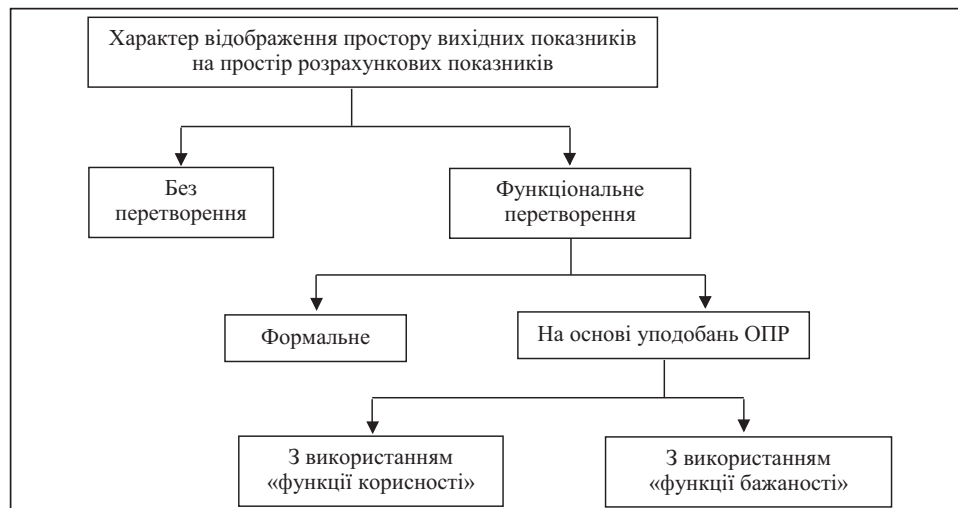 Характер відображення простору вихідних показників
на простір розрахункових показників
Без
перетворення
Функціональне
перетворення
Формальне
На основі уподобань ОПР
З використанням
«функції корисності»
З використанням
«функції бажаності»